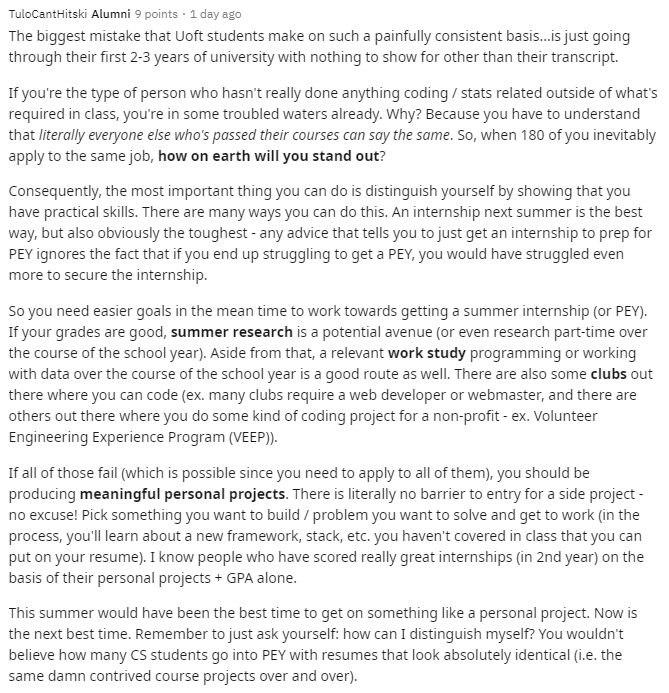 TuloCantHitski Alumni 9 points · 1 day ago
The biggest mistake that Uoft students make on such a painfully consistent basis...is just going
through their first 2-3 years of university with nothing to show for other than their transcript.
If you're the type of person who hasn't really done anything coding / stats related outside of what's
required in class, you're in some troubled waters already. Why? Because you have to understand
that literally everyone else who's passed their courses can say the same. So, when 180 of you inevitably
apply to the same job, how on earth will you stand out?
Consequently, the most important thing you can do is distinguish yourself by showing that you
have practical skills. There are many ways you can do this. An internship next summer is the best
way, but also obviously the toughest - any advice that tells you to just get an internship to prep for
PEY ignores the fact that if you end up struggling to get a PEY, you would have struggled even
more to secure the internship.
So you need easier goals in the mean time to work towards getting a summer internship (or PEY).
If your grades are good, summer research is a potential avenue (or even research part-time over
the course of the school year). Aside from that, a relevant work study programming or working
with data over the course of the school year is a good route as well. There are also some clubs out
there where you can code (ex. many clubs require a web developer or webmaster, and there are
others out there where you do some kind of coding project for a non-profit - ex. Volunteer
Engineering Experience Program (VEEP)).
If all of those fail (which is possible since you need to apply to all of them), you should be
producing meaningful personal projects. There is literally no barrier to entry for a side project -
no excuse! Pick something you want to build / problem you want to solve and get to work (in the
process, you'll learn about a new framework, stack, etc. you haven't covered in class that you can
put on your resume). I know people who have scored really great internships (in 2nd year) on the
basis of their personal projects + GPA alone.
This summer would have been the best time to get on something like a personal project. Now is
the next best time. Remember to just ask yourself: how can I distinguish myself? You wouldn't
believe how many CS students go into PEY with resumes that look absolutely identical (i.e. the
same damn contrived course projects over and over).